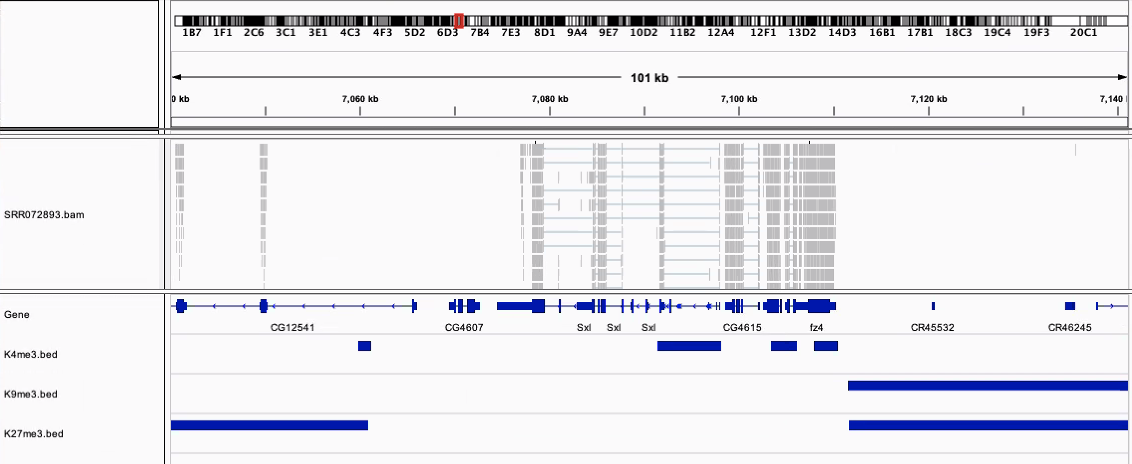 1B7 1F1 2C6 3C1 3E1 4C3 4F3 5D2 6D3 7B4 7E3 8D1 9A4 9E7 10D2 11B2 12A4 12F1 13D2 14D3 16B1 17B1 18C3 19C4 19F3 20C1
101 kb
0 kb 7,060 kb 7,080 kb 7,100 kb 7,120 kb 7,140
SRR072893.bam
Gene
CG12541 CG4607 Sxl Sxl Sxl CG4615 fz4 CR45532 CR46245
K4me3.bed
K9me3.bed
K27me3.bed